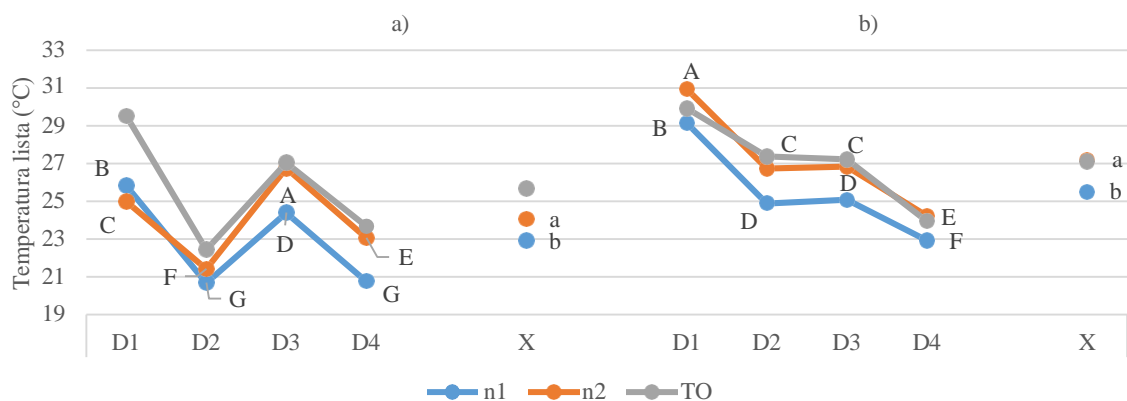 a) b)
Temperatura lista (°C)
33
31
29
27
25
23
21
19
B
C
F
G
A
D
E
G
a
b
A
B
C
C
D
D
E
F
a
b
D1 D2 D3 D4 X D1 D2 D3 D4 X
n1 n2 TO